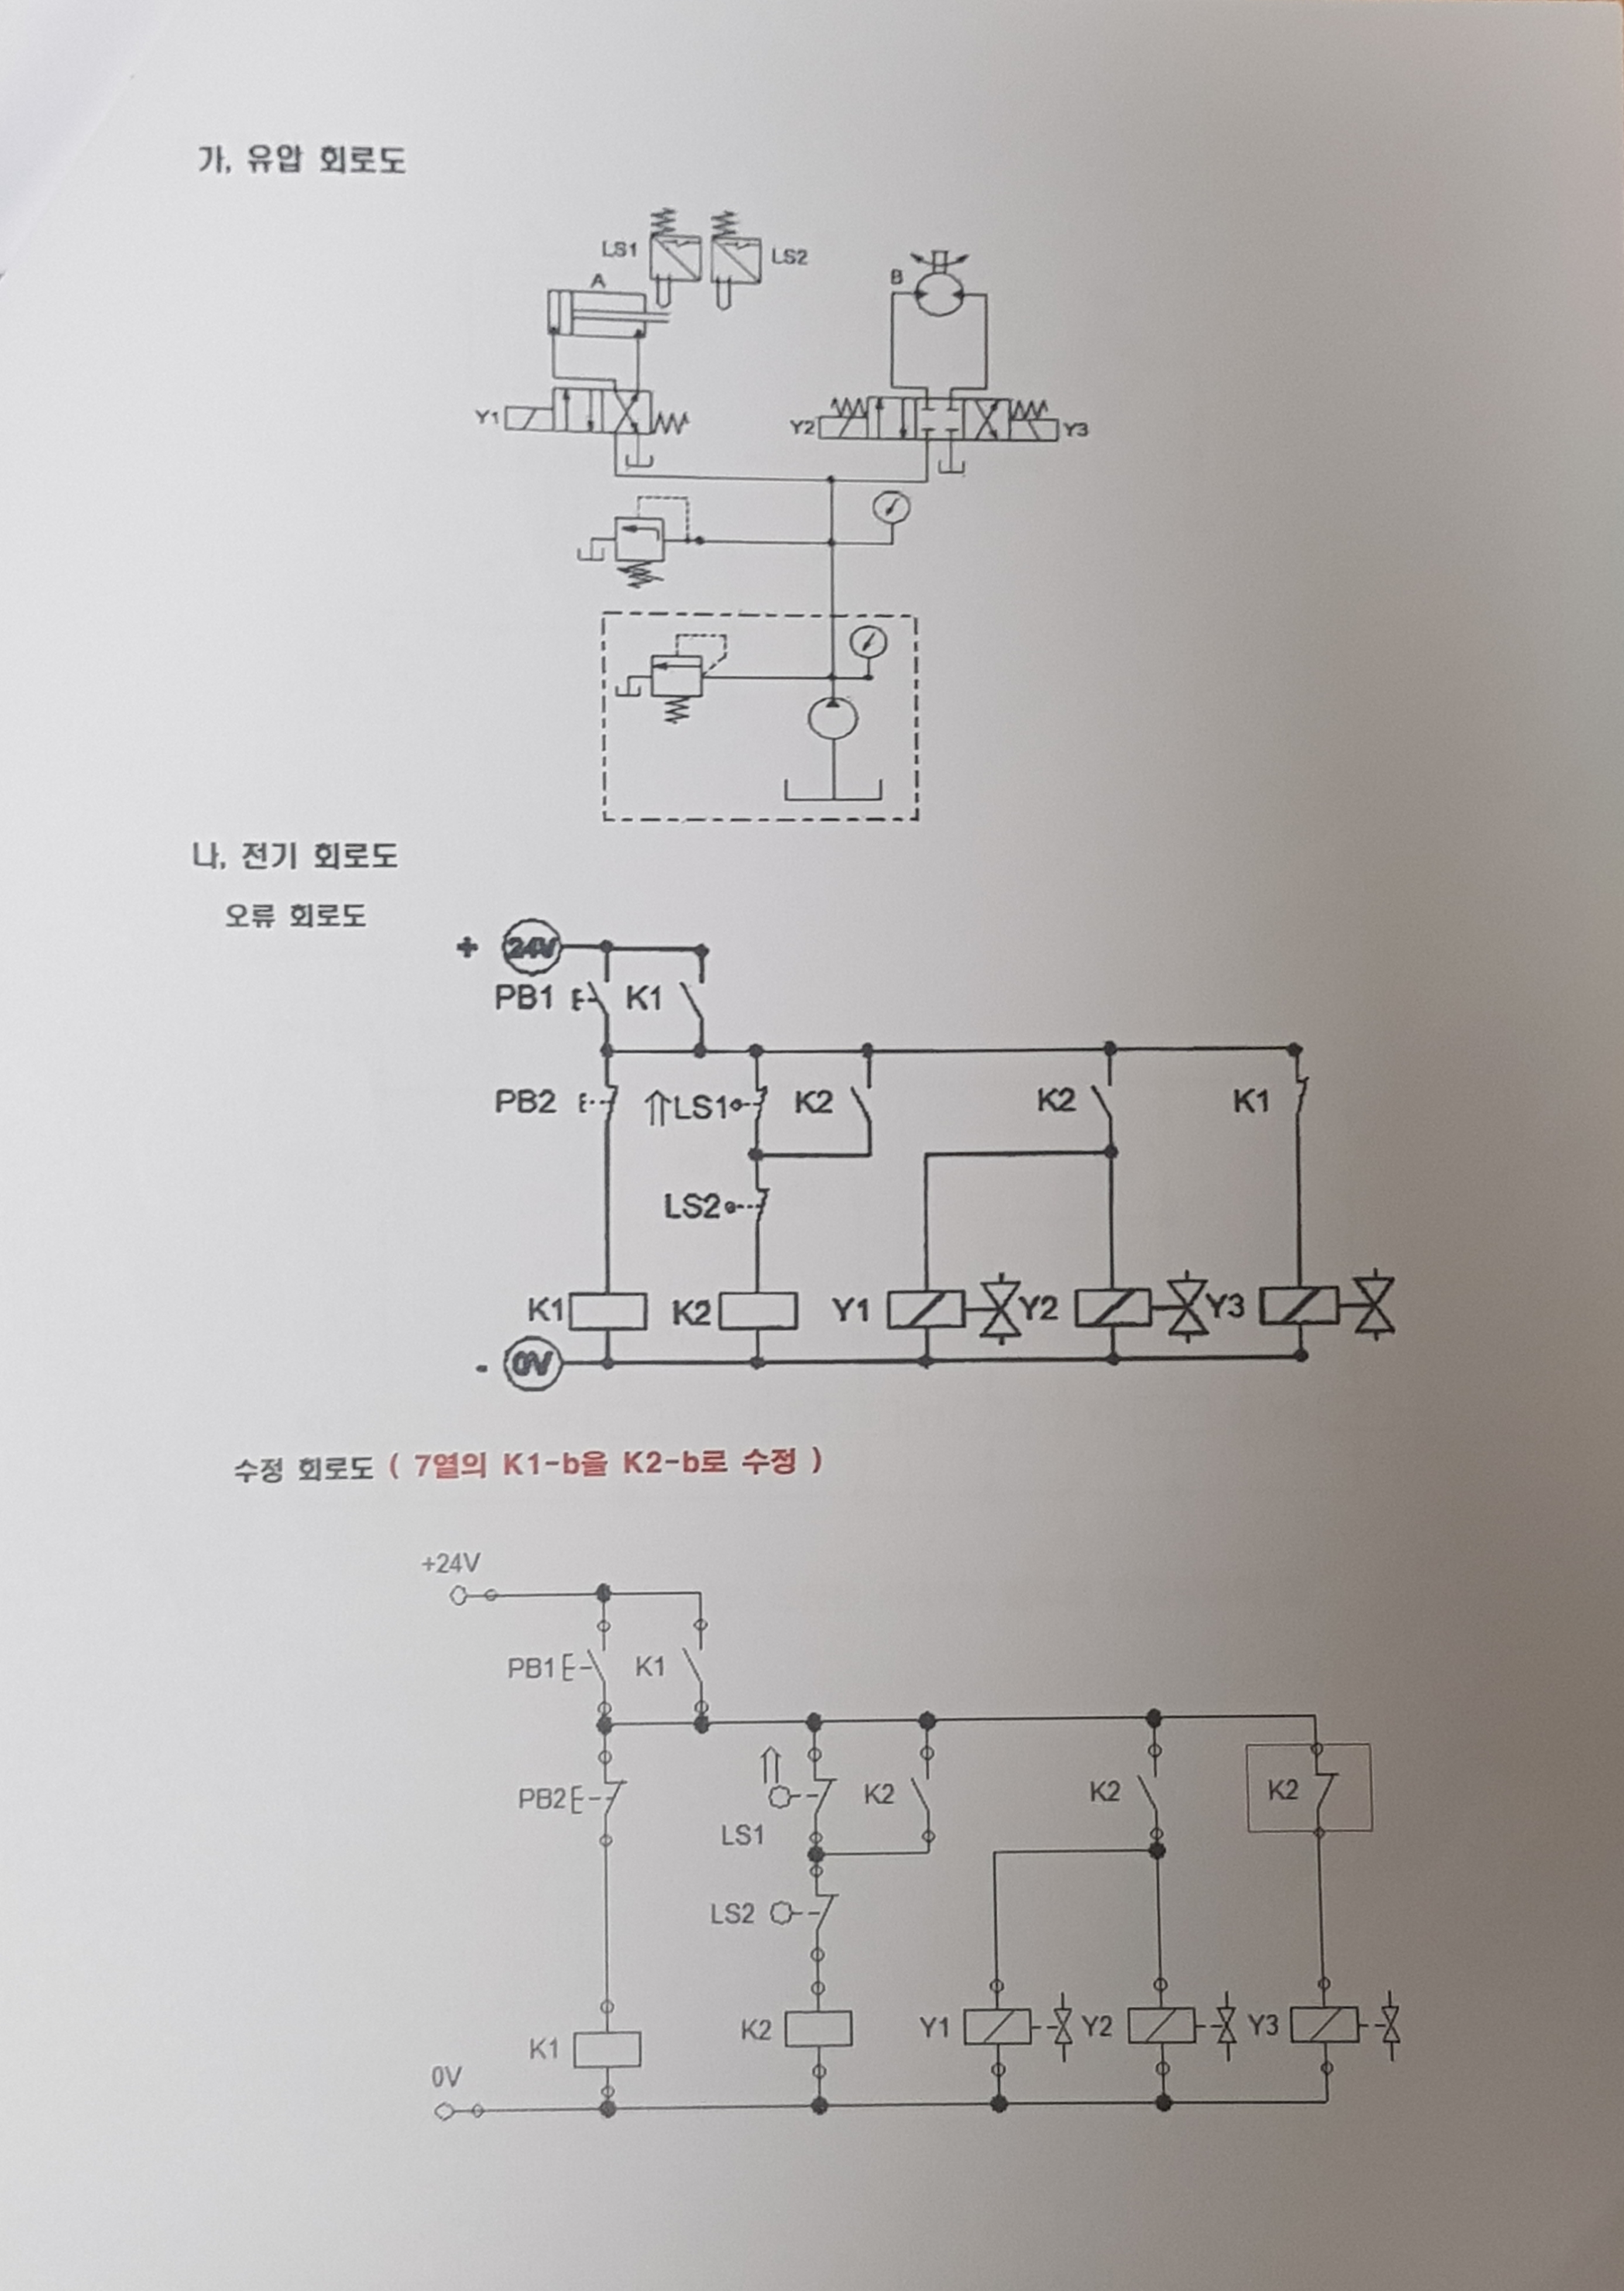 가, 유압 회로도
LS1
LS2
A
B
Y1
Y2
Y3
나, 전기 회로도
오류 회로도
+ 24V
PB1 K1
PB2 LS1 K2 K2 K1
LS2
K1 K2 Y1 Y2 Y3
- 0V
수정 회로도 ( 7열의 K1-b을 K2-b로 수정 )
+24V
PB1 K1
PB2 K2 K2 K2
LS1
LS2
K1 K2 Y1 Y2 Y3
0V